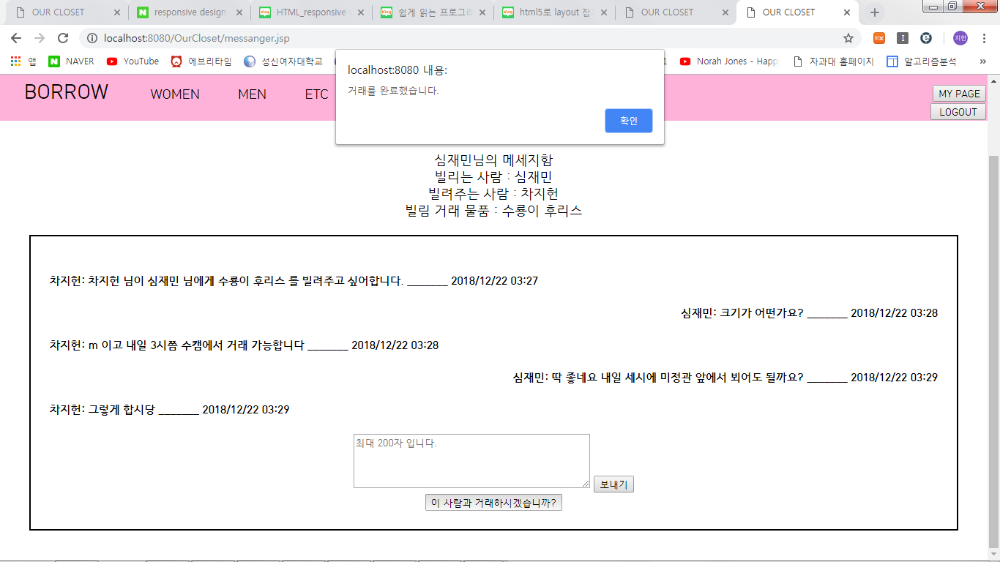 OUR CLOSET
responsive design
HTML_responsive
쉽게 읽는 프로그래
html5로 layout 잡
OUR CLOSET
OUR CLOSET
localhost:8080/OurCloset/messanger.jsp
지헌
앱
NAVER
YouTube
에브리타임
성신여자대학교
Norah Jones - Happ
자과대 홈페이지
알고리즘분석
localhost:8080 내용:
거래를 완료했습니다.
확인
BORROW
WOMEN
MEN
ETC
MY PAGE
LOGOUT
심재민님의 메세지함
빌리는 사람 : 심재민
빌려주는 사람 : 차지헌
빌림 거래 물품 : 수룡이 후리스
차지헌: 차지헌 님이 심재민 님에게 수룡이 후리스 를 빌려주고 싶어합니다. _______ 2018/12/22 03:27
심재민: 크기가 어떤가요? _______ 2018/12/22 03:28
차지헌: m 이고 내일 3시쯤 수캠에서 거래 가능합니다 _______ 2018/12/22 03:28
심재민: 딱 좋네요 내일 세시에 미정관 앞에서 뵈어도 될까요? _______ 2018/12/22 03:29
차지헌: 그렇게 합시당 _______ 2018/12/22 03:29
최대 200자 입니다.
보내기
이 사람과 거래하시겠습니까?